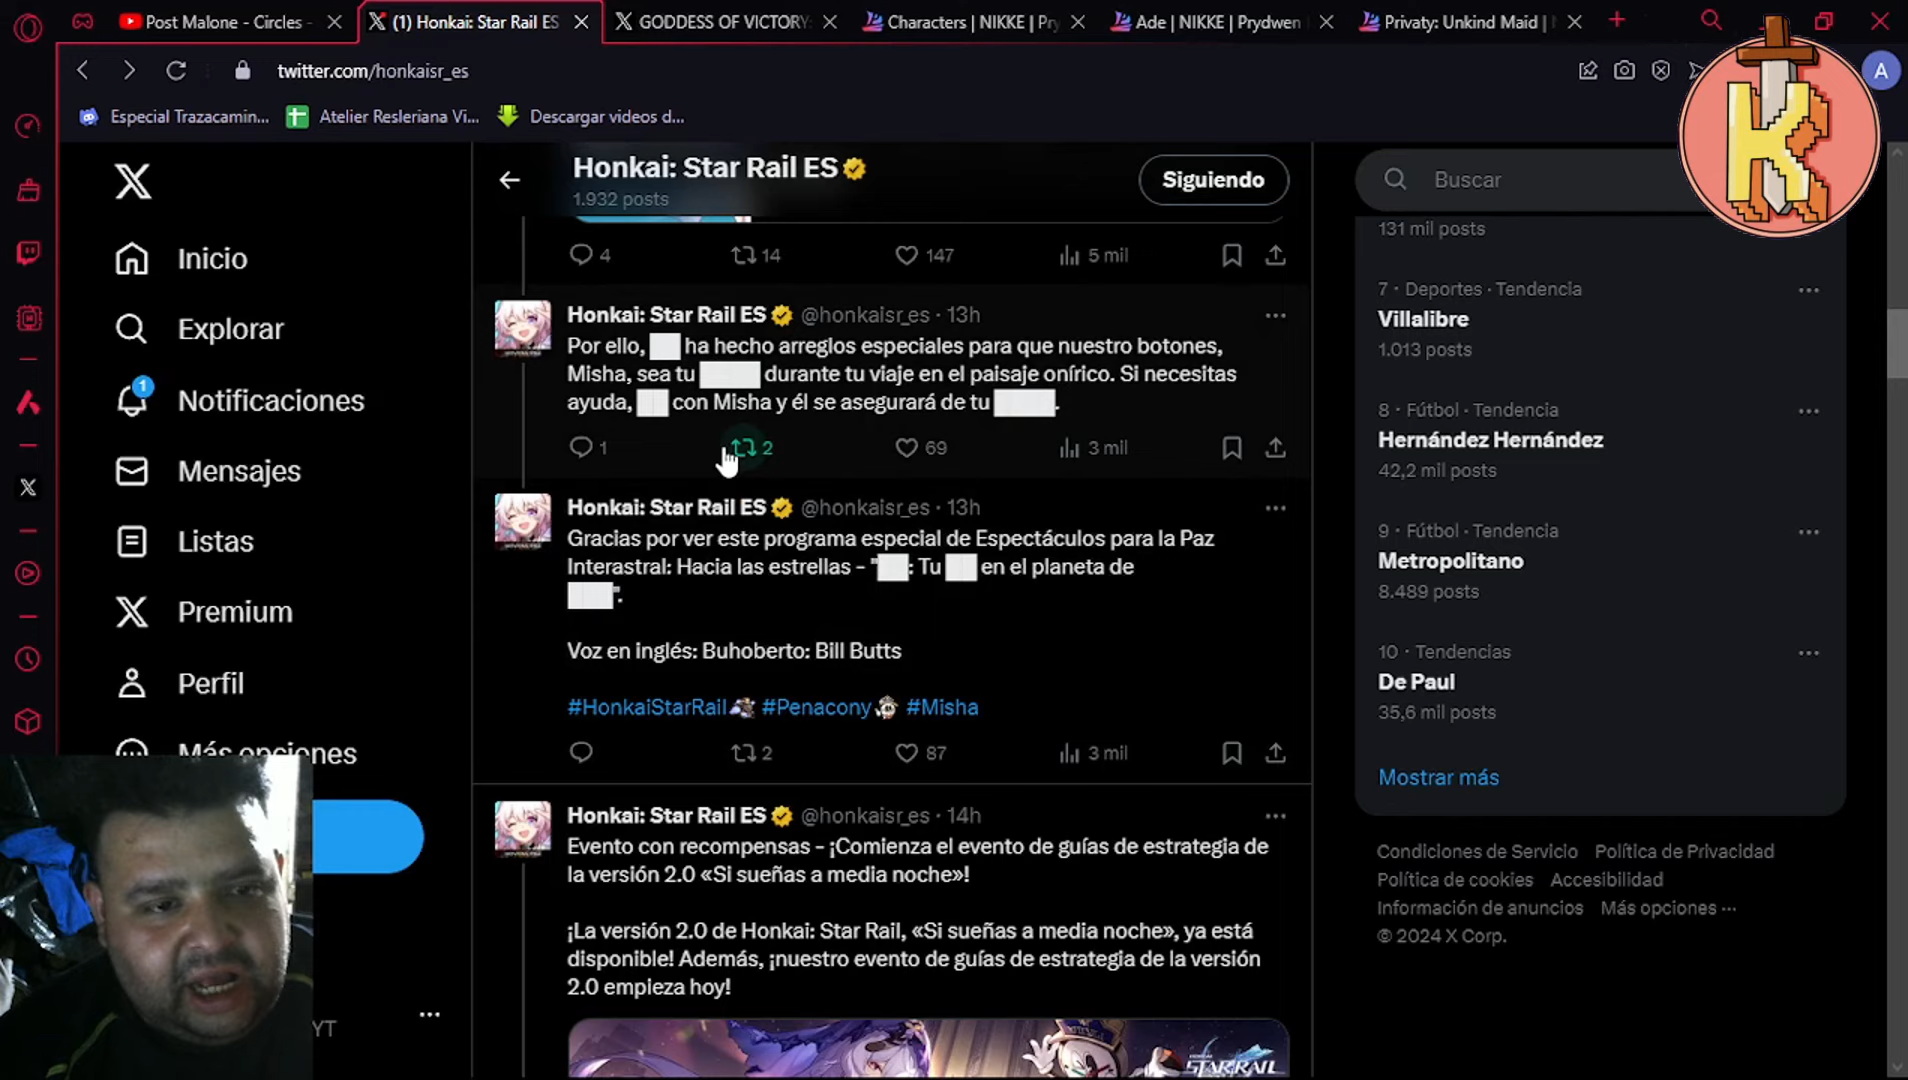 Post Malone - Circles -
(1) Honkai: Star Rail ES
GODDESS OF VICTORY:
Characters | NIKKE | Pry
Ade | NIKKE | Prydwen
Privaty: Unkind Maid |
twitter.com/honkaisr_es
A
Especial Trazacamin...
Atelier Resleriana Vi...
Descargar videos d...
K
Inicio
Explorar
1
Notificaciones
Mensajes
Listas
Premium
Perfil
Más opciones
YT
Honkai: Star Rail ES
1.932 posts
Siguiendo
4 14 147 5 mil
Honkai: Star Rail ES @honkaisr_es · 13h
Por ello, ██ ha hecho arreglos especiales para que nuestro botones,
Misha, sea tu ████ durante tu viaje en el paisaje onírico. Si necesitas
ayuda, ██ con Misha y él se asegurará de tu ████.
1 2 69 3 mil
Honkai: Star Rail ES @honkaisr_es · 13h
Gracias por ver este programa especial de Espectáculos para la Paz
Interastral: Hacia las estrellas - "██: Tu ██ en el planeta de
███".
Voz en inglés: Buhoberto: Bill Butts
#HonkaiStarRail #Penacony #Misha
2 87 3 mil
Honkai: Star Rail ES @honkaisr_es · 14h
Evento con recompensas - ¡Comienza el evento de guías de estrategia de
la versión 2.0 «Si sueñas a media noche»!
¡La versión 2.0 de Honkai: Star Rail, «Si sueñas a media noche», ya está
disponible! Además, ¡nuestro evento de guías de estrategia de la versión
2.0 empieza hoy!
HONKAI
STAR RAIL
Buscar
131 mil posts
7 · Deportes · Tendencia
Villalibre
1.013 posts
8 · Fútbol · Tendencia
Hernández Hernández
42,2 mil posts
9 · Fútbol · Tendencia
Metropolitano
8.489 posts
10 · Tendencias
De Paul
35,6 mil posts
Mostrar más
Condiciones de Servicio Política de Privacidad
Política de cookies Accesibilidad
Información de anuncios Más opciones ···
© 2024 X Corp.